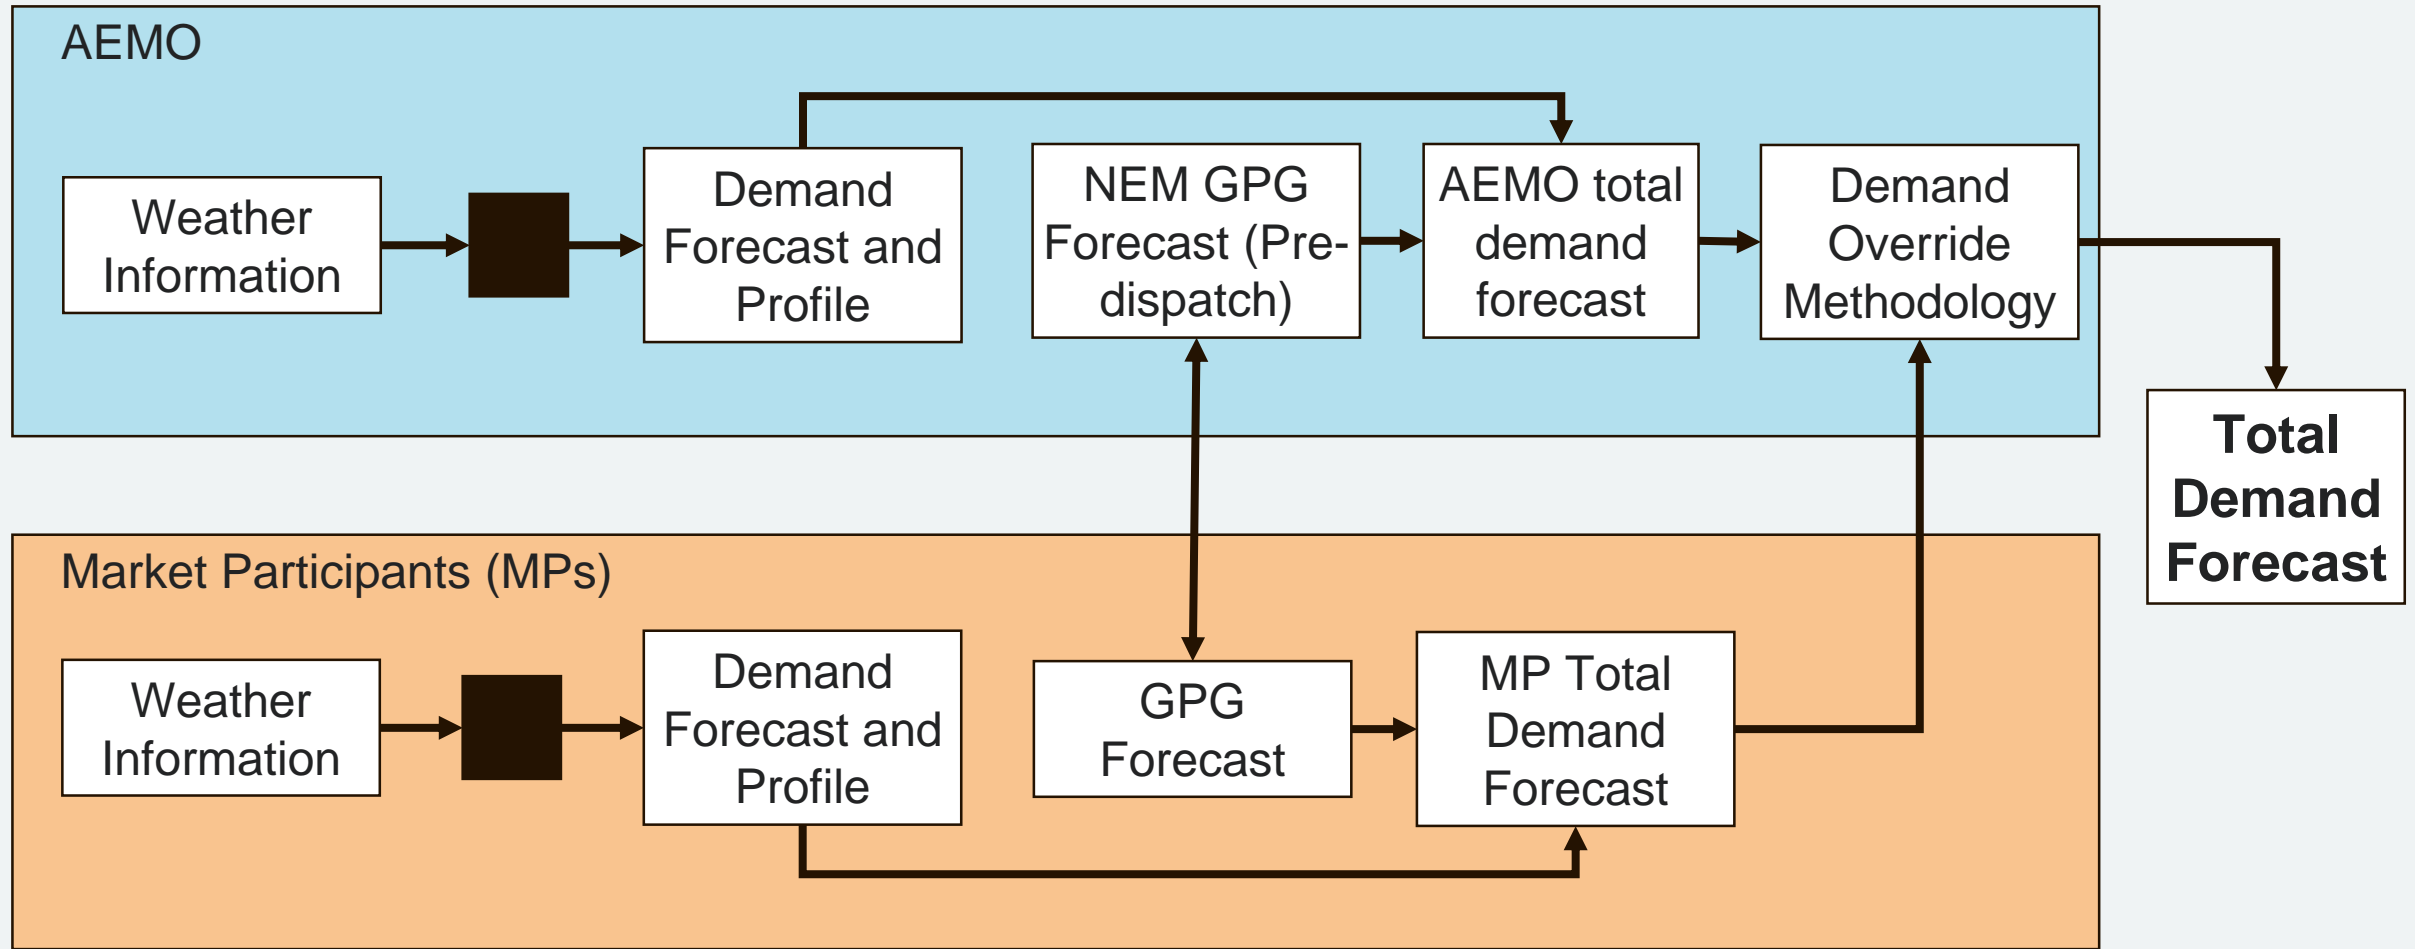 AEMO
Weather
Information
Demand
Forecast and
Profile
NEM GPG
Forecast (Pre-
dispatch)
AEMO total
demand
forecast
Demand
Override
Methodology
Total
Demand
Forecast
Market Participants (MPs)
Weather
Information
Demand
Forecast and
Profile
GPG
Forecast
MP Total
Demand
Forecast